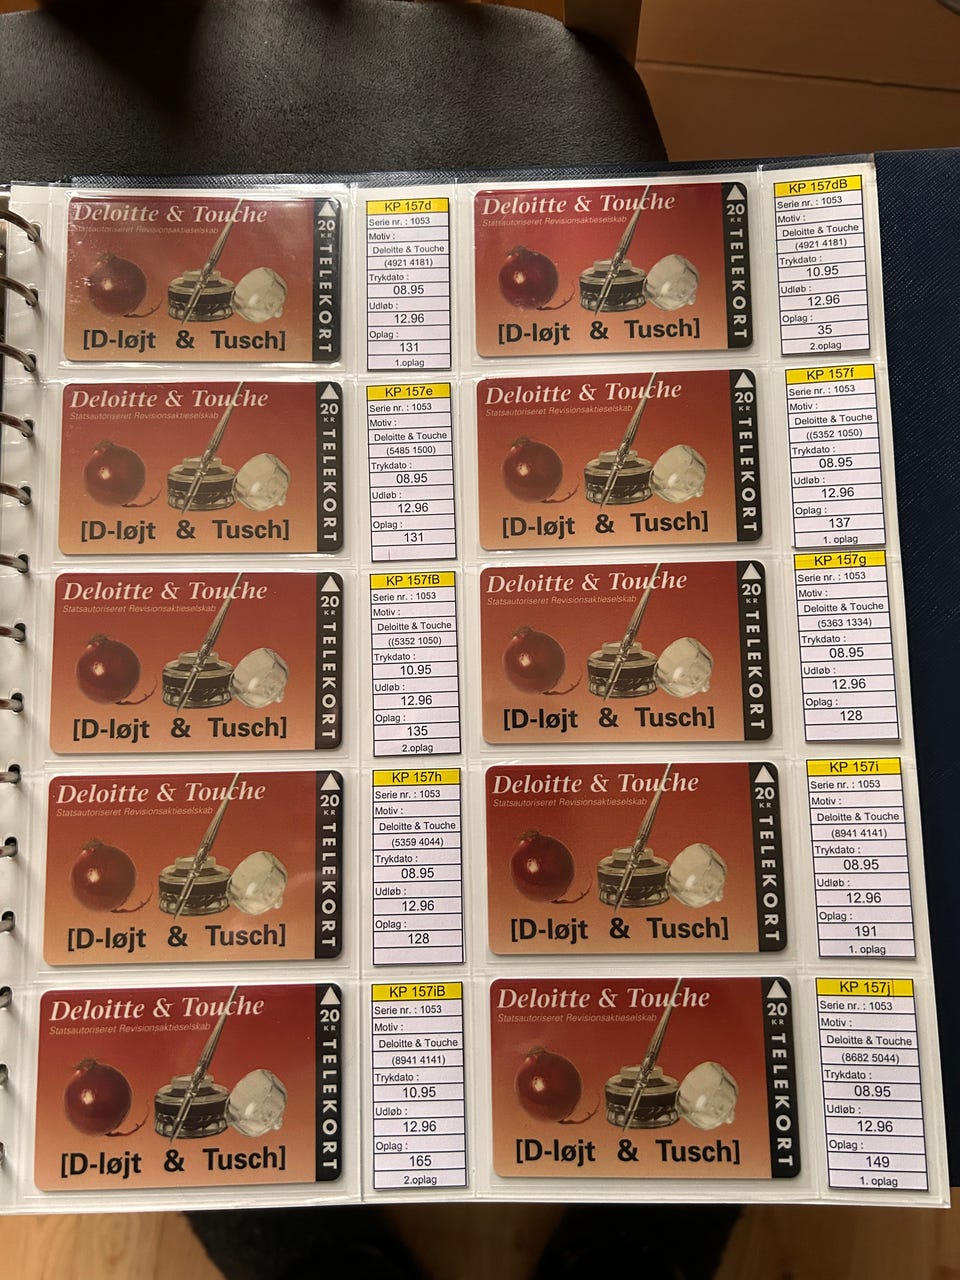 Deloitte & Touche
Statsautoriseret Revisionsaktieselskab
[D-løjt & Tusch]
20 KR TELEKORT
KP 157d
Serie nr. : 1053
Motiv :
Deloitte & Touche
(4921 4181)
Trykdato :
08.95
Udløb :
12.96
Oplag :
131
1.oplag
Deloitte & Touche
Statsautoriseret Revisionsaktieselskab
[D-løjt & Tusch]
20 KR TELEKORT
KP 157dB
Serie nr. : 1053
Motiv :
Deloitte & Touche
(4921 4181)
Trykdato :
10.95
Udløb :
12.96
Oplag :
35
2.oplag
Deloitte & Touche
Statsautoriseret Revisionsaktieselskab
[D-løjt & Tusch]
20 KR TELEKORT
KP 157e
Serie nr. : 1053
Motiv :
Deloitte & Touche
(5485 1500)
Trykdato :
08.95
Udløb :
12.96
Oplag :
131
Deloitte & Touche
Statsautoriseret Revisionsaktieselskab
[D-løjt & Tusch]
20 KR TELEKORT
KP 157f
Serie nr. : 1053
Motiv :
Deloitte & Touche
((5352 1050)
Trykdato :
08.95
Udløb :
12.96
Oplag :
137
1. oplag
Deloitte & Touche
Statsautoriseret Revisionsaktieselskab
[D-løjt & Tusch]
20 KR TELEKORT
KP 157fB
Serie nr. : 1053
Motiv :
Deloitte & Touche
((5352 1050)
Trykdato :
10.95
Udløb :
12.96
Oplag :
135
2.oplag
Deloitte & Touche
Statsautoriseret Revisionsaktieselskab
[D-løjt & Tusch]
20 KR TELEKORT
KP 157g
Serie nr. : 1053
Motiv :
Deloitte & Touche
(5363 1334)
Trykdato :
08.95
Udløb :
12.96
Oplag :
128
Deloitte & Touche
Statsautoriseret Revisionsaktieselskab
[D-løjt & Tusch]
20 KR TELEKORT
KP 157h
Serie nr. : 1053
Motiv :
Deloitte & Touche
(5359 4044)
Trykdato :
08.95
Udløb :
12.96
Oplag :
128
Deloitte & Touche
Statsautoriseret Revisionsaktieselskab
[D-løjt & Tusch]
20 KR TELEKORT
KP 157i
Serie nr. : 1053
Motiv :
Deloitte & Touche
(8941 4141)
Trykdato :
08.95
Udløb :
12.96
Oplag :
191
1. oplag
Deloitte & Touche
Statsautoriseret Revisionsaktieselskab
[D-løjt & Tusch]
20 KR TELEKORT
KP 157iB
Serie nr. : 1053
Motiv :
Deloitte & Touche
(8941 4141)
Trykdato :
10.95
Udløb :
12.96
Oplag :
165
2.oplag
Deloitte & Touche
Statsautoriseret Revisionsaktieselskab
[D-løjt & Tusch]
20 KR TELEKORT
KP 157j
Serie nr. : 1053
Motiv :
Deloitte & Touche
(8682 5044)
Trykdato :
08.95
Udløb :
12.96
Oplag :
149
1. oplag